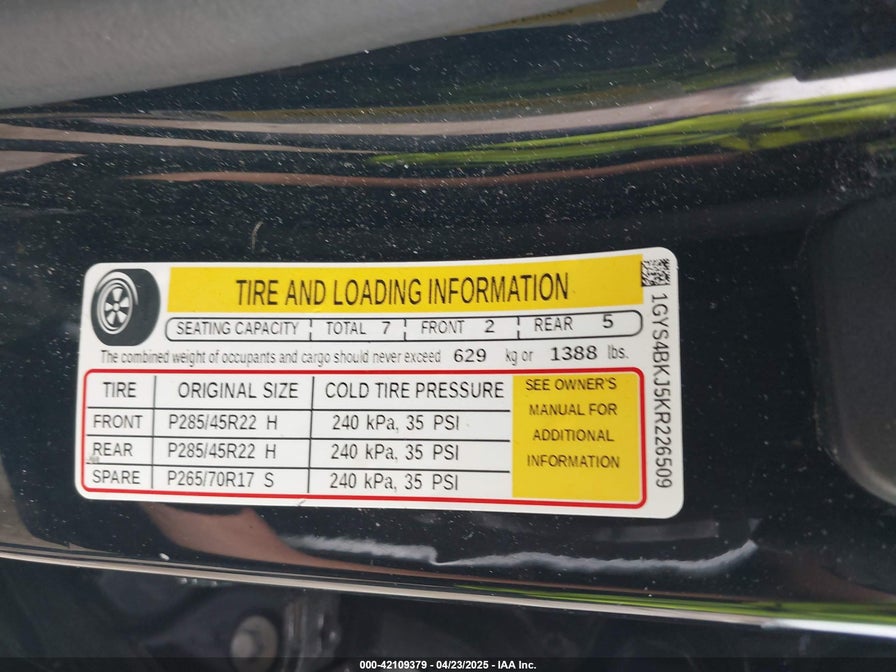 TIRE AND LOADING INFORMATION
SEATING CAPACITY TOTAL 7 FRONT 2 REAR 5
The combined weight of occupants and cargo should never exceed 629 kg or 1388 lbs.
TIRE ORIGINAL SIZE COLD TIRE PRESSURE
FRONT P285/45R22 H 240 kPa, 35 PSI
REAR P285/45R22 H 240 kPa, 35 PSI
SPARE P265/70R17 S 240 kPa, 35 PSI
SEE OWNER'S
MANUAL FOR
ADDITIONAL
INFORMATION
1GYS4BKJ5KR226509
000-42109379 - 04/23/2025 - IAA Inc.